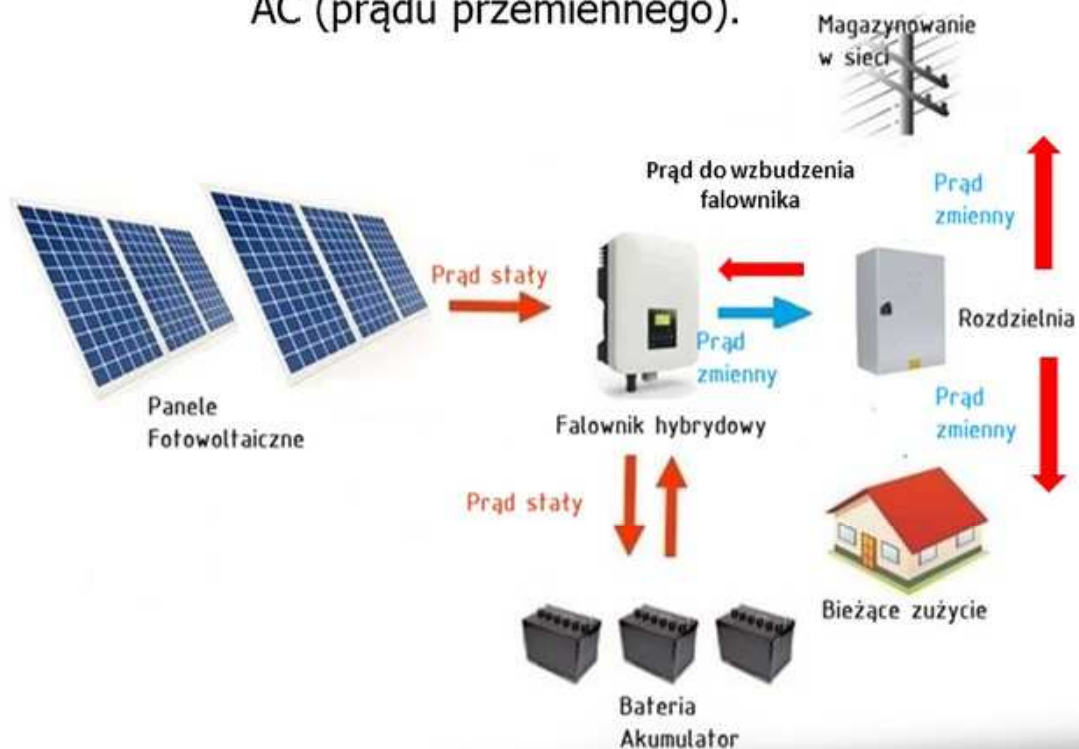 AC (prądu przemiennego).
Magazynowanie
w sieci
Prąd do wzbudzenia
falownika
Prąd
zmienny
Prąd stały
Rozdzielnia
Prąd
zmienny
Panele
Fotowoltaiczne
Falownik hybrydowy
Prąd
zmienny
Prąd stały
Bieżące zużycie
Bateria
Akumulator